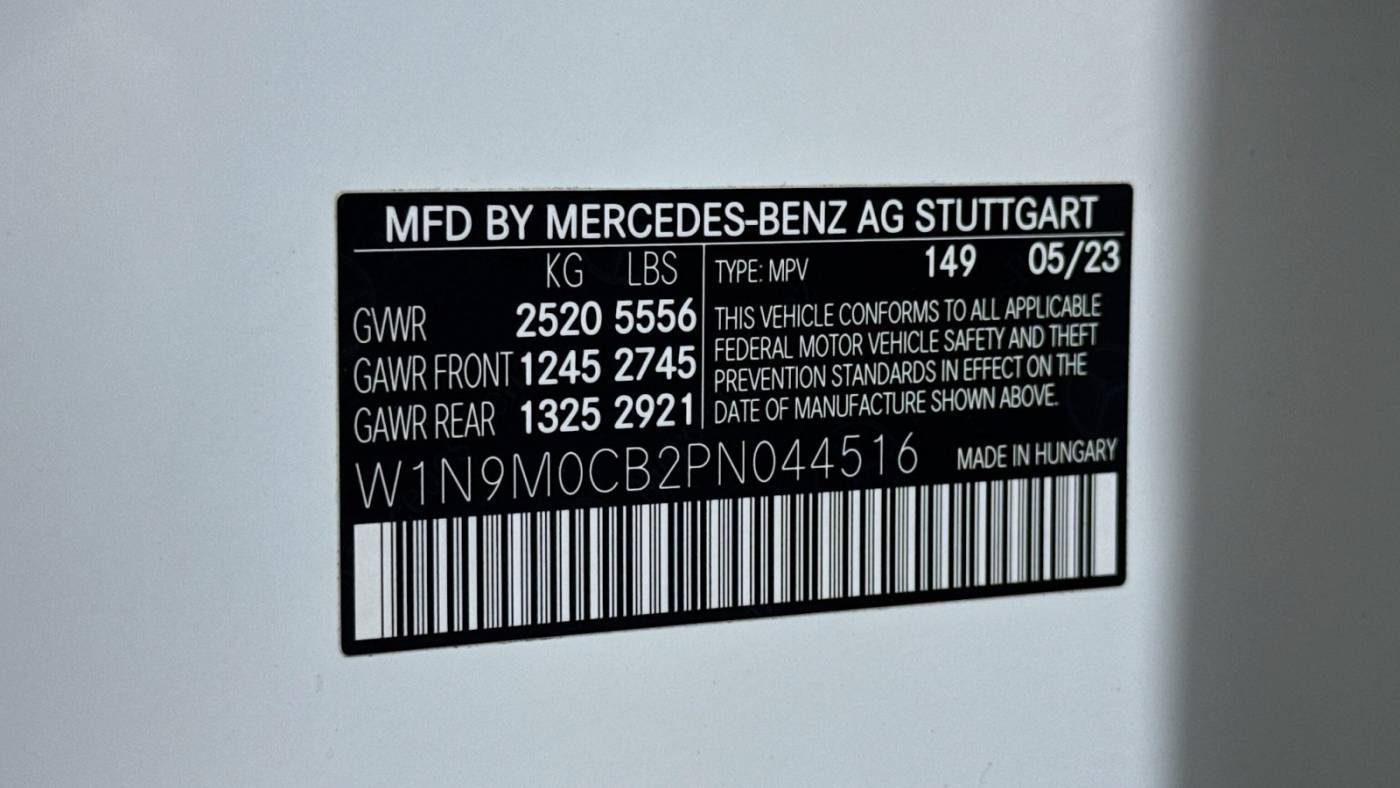 MFD BY MERCEDES-BENZ AG STUTTGART
KG LBS
GVWR 2520 5556
GAWR FRONT 1245 2745
GAWR REAR 1325 2921
TYPE: MPV 149 05/23
THIS VEHICLE CONFORMS TO ALL APPLICABLE
FEDERAL MOTOR VEHICLE SAFETY AND THEFT
PREVENTION STANDARDS IN EFFECT ON THE
DATE OF MANUFACTURE SHOWN ABOVE.
W1N9M0CB2PN044516 MADE IN HUNGARY